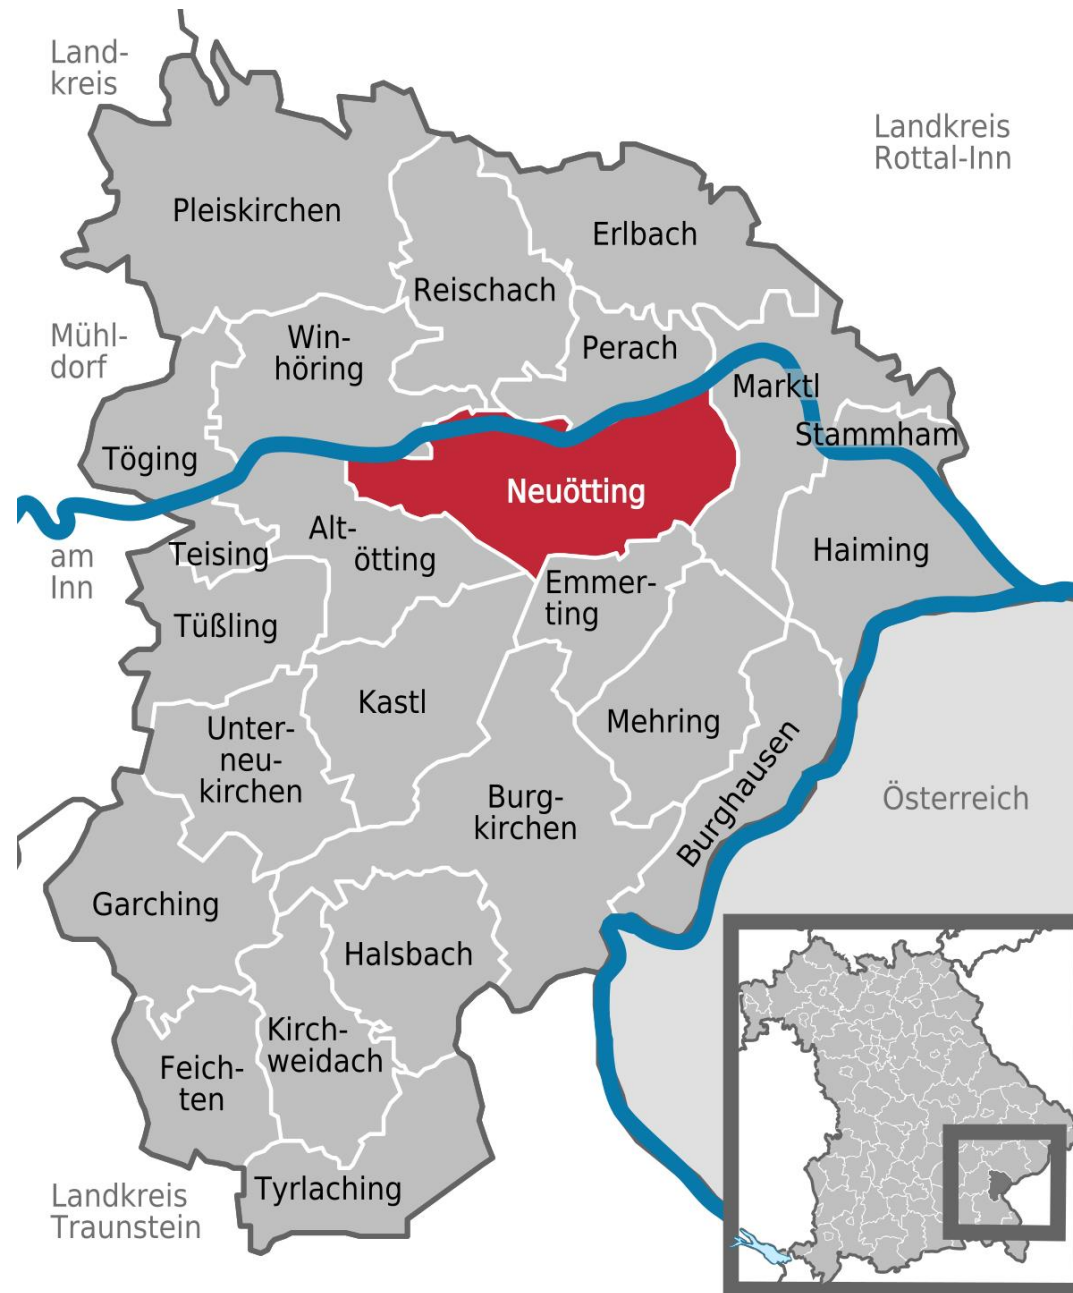 Land-
kreis
Landkreis
Rottal-Inn
Pleiskirchen
Erlbach
Reischach
Mühl-
dorf
Win-
höring
Perach
Marktl
Töging
Stammham
Neuötting
am
Inn
Teising
Alt-
ötting
Haiming
Emmer-
ting
Tüßling
Kastl
Mehring
Unter-
neu-
kirchen
Burg-
kirchen
Burghausen
Österreich
Garching
Halsbach
Kirch-
weidach
Feich-
ten
Landkreis
Traunstein
Tyrlaching